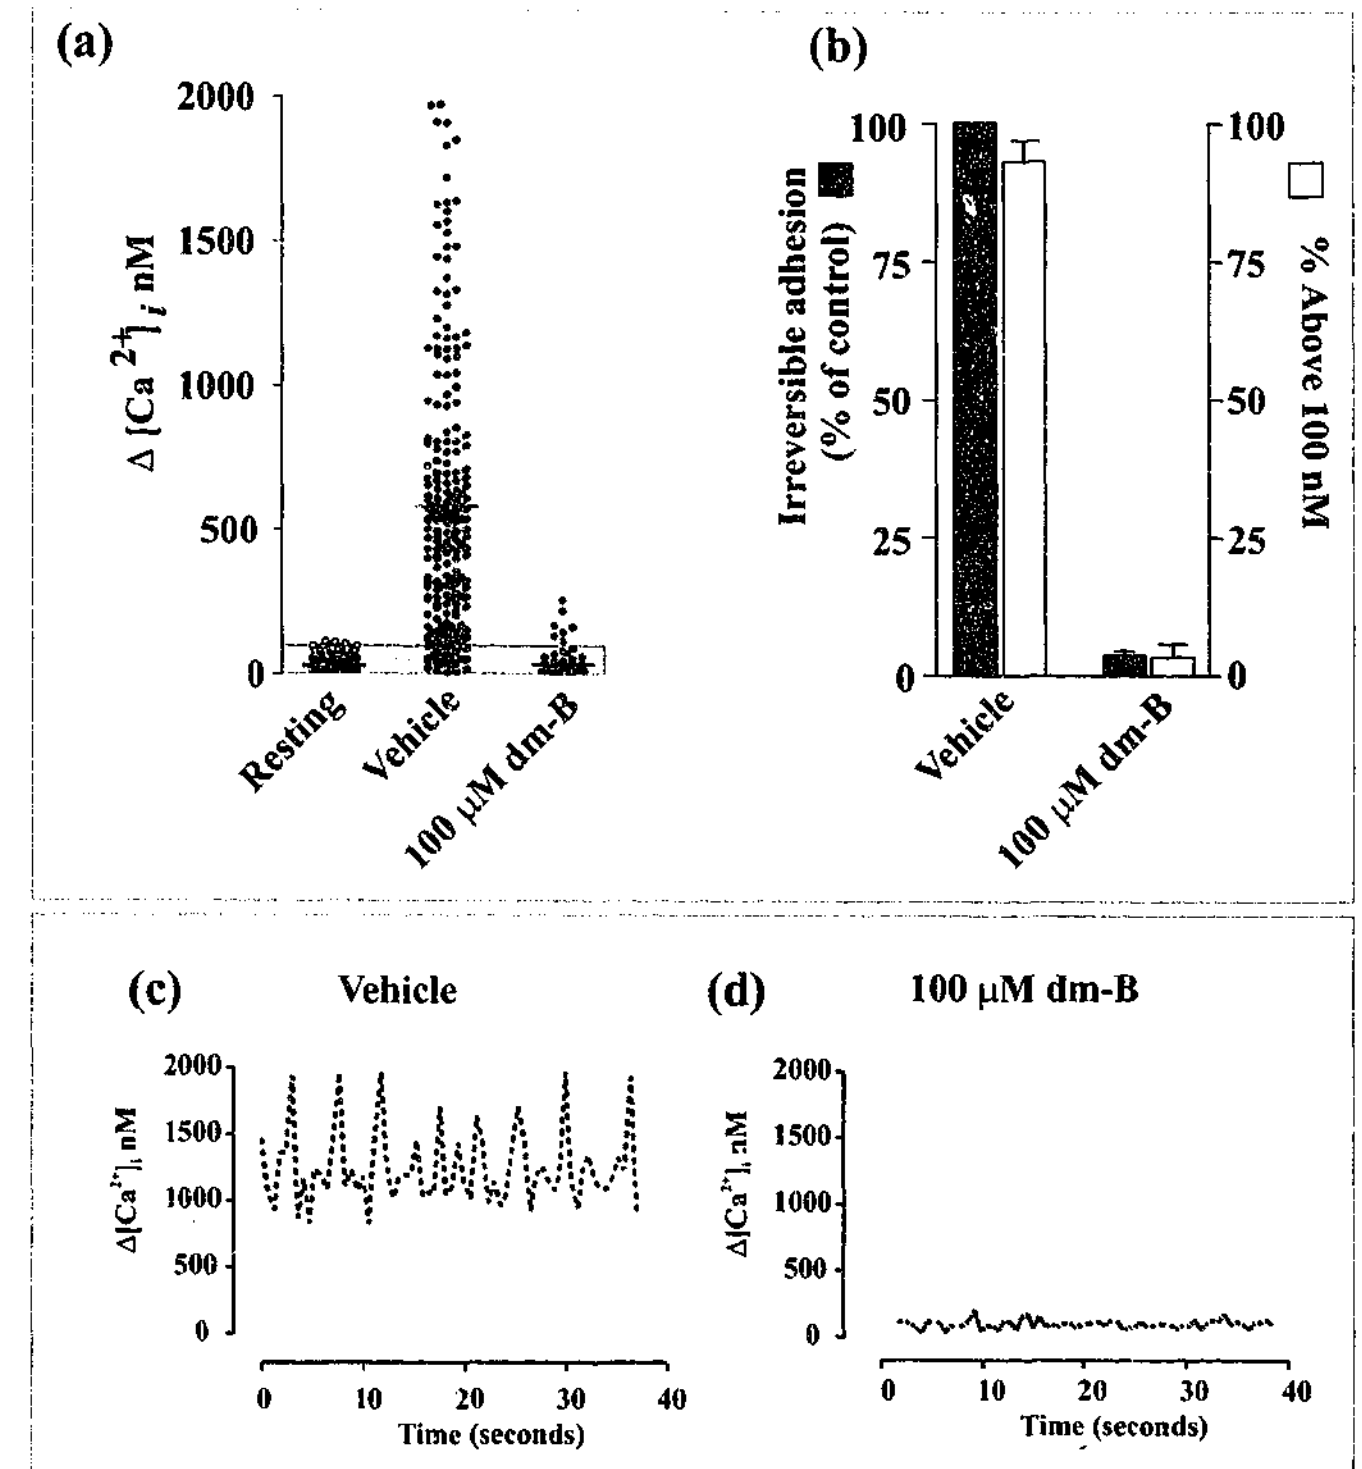 (a)
2000
1500
1000
500
0
Δ [Ca 2+]i nM
Resting
Vehicle
100 μM dm-B
(b)
100
75
50
25
0
Irreversible adhesion
(% of control)
100
75
50
25
0
% Above 100 nM
Vehicle
100 μM dm-B
(c)
Vehicle
2000
1500
1000
500
0
Δ[Ca2+]i nM
0 10 20 30 40
Time (seconds)
(d)
100 μM dm-B
2000
1500
1000
500
0
Δ[Ca2+]i nM
0 10 20 30 40
Time (seconds)